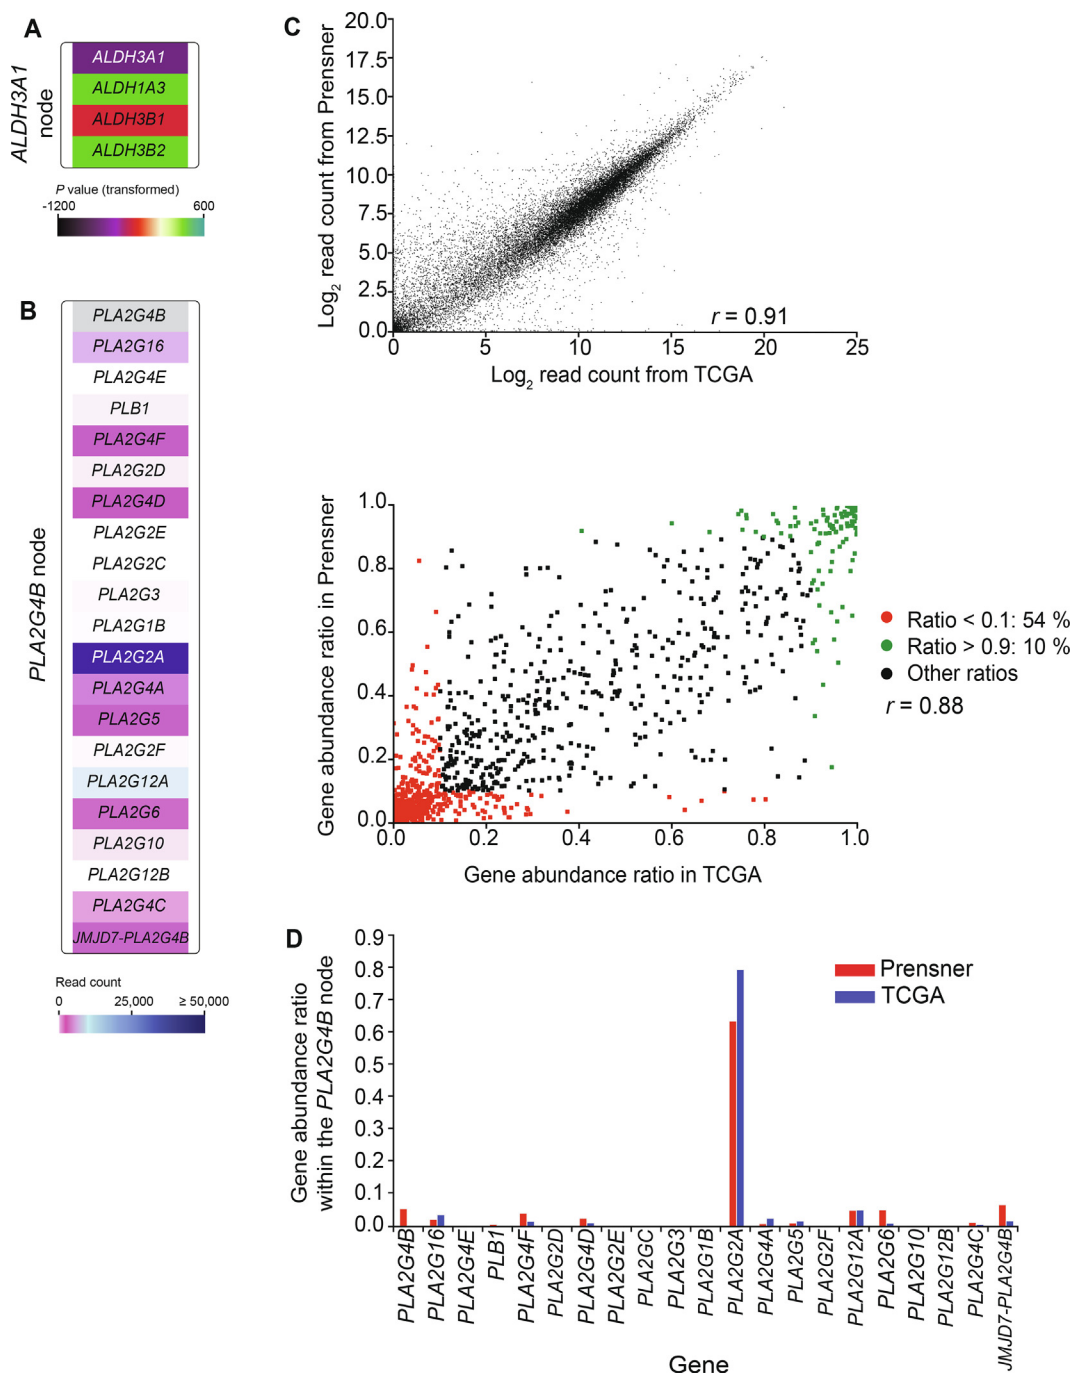 A
ALDH3A1
node
ALDH3A1
ALDH1A3
ALDH3B1
ALDH3B2
P value (transformed)
-1200 600
B
PLA2G4B node
PLA2G4B
PLA2G16
PLA2G4E
PLB1
PLA2G4F
PLA2G2D
PLA2G4D
PLA2G2E
PLA2G2C
PLA2G3
PLA2G1B
PLA2G2A
PLA2G4A
PLA2G5
PLA2G2F
PLA2G12A
PLA2G6
PLA2G10
PLA2G12B
PLA2G4C
JMJD7-PLA2G4B
Read count
0 25,000 ≥ 50,000
C
Log2 read count from Prensner
20.0
17.5
15.0
12.5
10.0
7.5
5.0
2.5
0.0
r = 0.91
0 5 10 15 20 25
Log2 read count from TCGA
Gene abundance ratio in Prensner
1.0
0.8
0.6
0.4
0.2
0.0
0.0 0.2 0.4 0.6 0.8 1.0
Gene abundance ratio in TCGA
Ratio < 0.1: 54 %
Ratio > 0.9: 10 %
Other ratios
r = 0.88
D
Gene abundance ratio
within the PLA2G4B node
0.9
0.8
0.7
0.6
0.5
0.4
0.3
0.2
0.1
0.0
Prensner
TCGA
PLA2G4B
PLA2G16
PLA2G4E
PLB1
PLA2G4F
PLA2G2D
PLA2G4D
PLA2G2E
PLA2GC
PLA2G3
PLA2G1B
PLA2G2A
PLA2G4A
PLA2G5
PLA2G2F
PLA2G12A
PLA2G6
PLA2G10
PLA2G12B
PLA2G4C
JMJD7-PLA2G4B
Gene